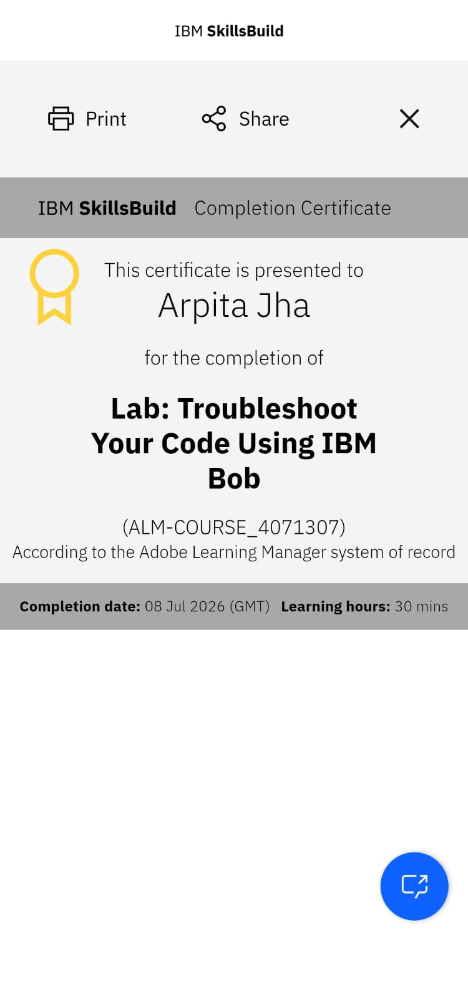 IBM SkillsBuild
Print
Share
IBM SkillsBuild Completion Certificate
This certificate is presented to
Arpita Jha
for the completion of
Lab: Troubleshoot
Your Code Using IBM
Bob
(ALM-COURSE_4071307)
According to the Adobe Learning Manager system of record
Completion date: 08 Jul 2026 (GMT) Learning hours: 30 mins